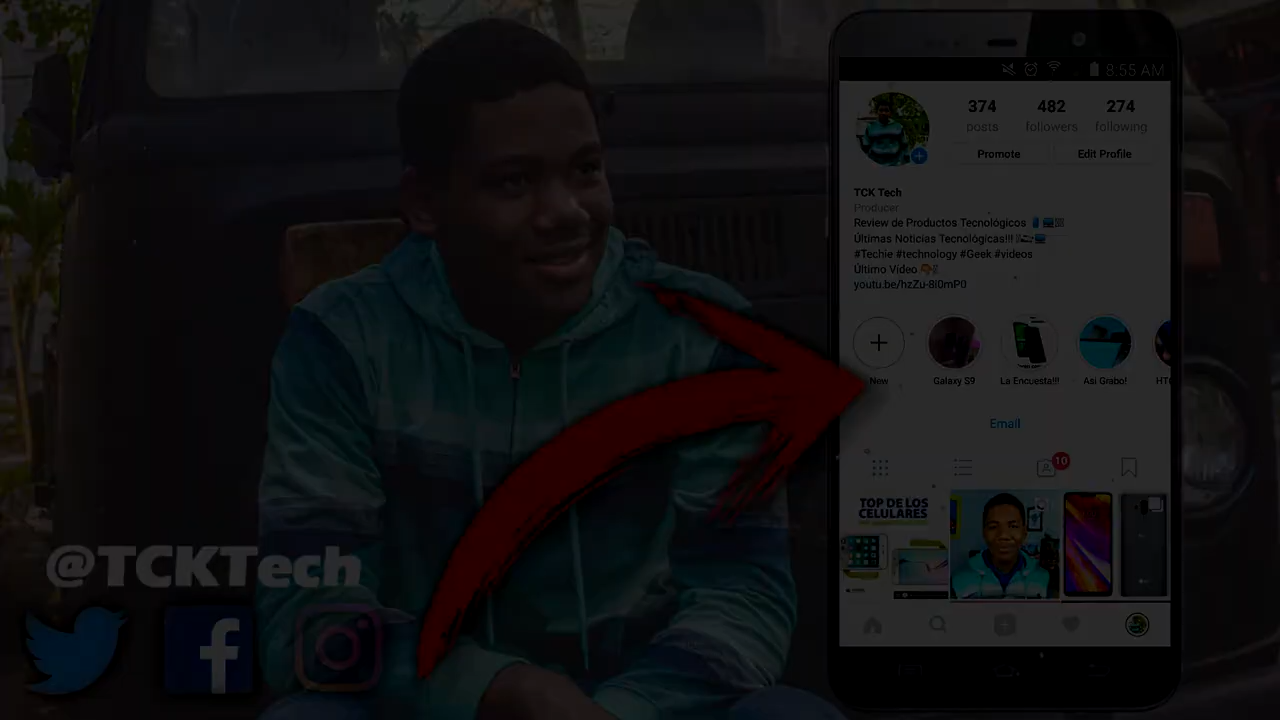 8:55 AM
374 482 274
posts followers following
Promote Edit Profile
TCK Tech
Producer
Review de Productos Tecnológicos
Últimas Noticias Tecnológicas!!!
#Techie #technology #Geek #videos
Último Vídeo
youtu.be/hzZu-8i0mP0
New Galaxy S9 La Encuesta!!! Asi Grabo! HT
Email
10
TOP DE LOS
CELULARES
@TCKTech